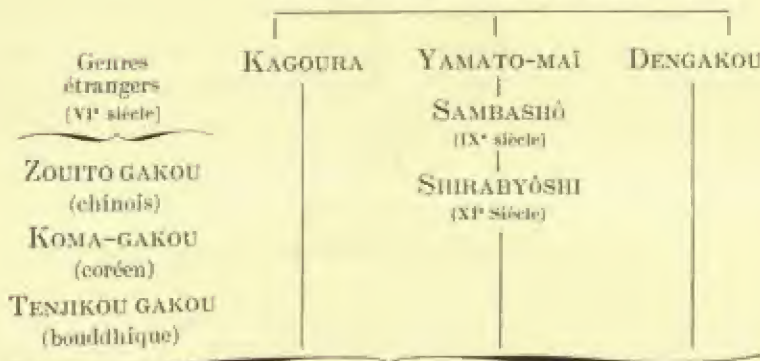 Genres
étrangers
[VIe siècle]
ZOUITO GAKOU
(chinois)
KOMA-GAKOU
(coréen)
TENJIKOU GAKOU
(bouddhique)
KAGOURA
YAMATO-MAÏ
SAMBASHÔ
(IXe siècle)
SHIRABYÔSHI
(XIe Siècle)
DENGAKOU